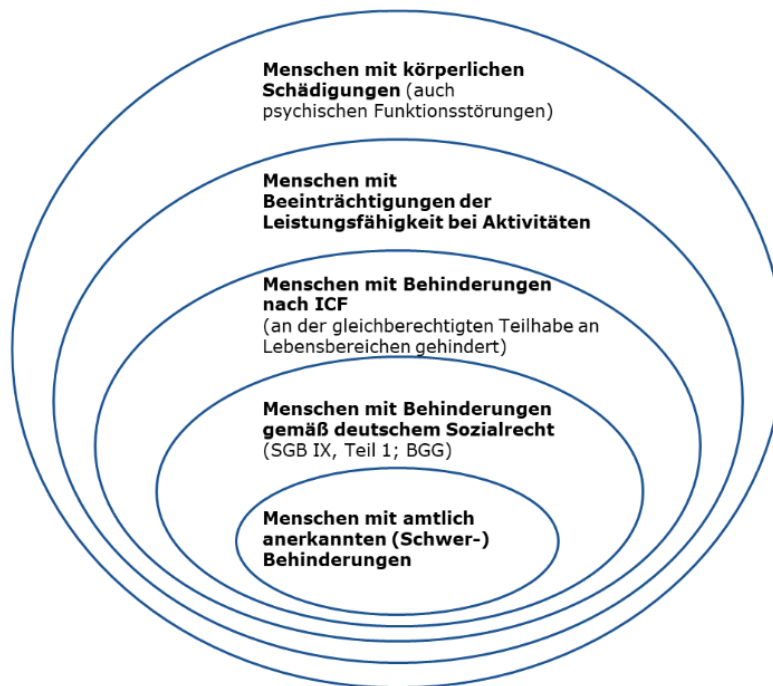 Menschen mit körperlichen
Schädigungen (auch
psychischen Funktionsstörungen)
Menschen mit
Beeinträchtigungen der
Leistungsfähigkeit bei Aktivitäten
Menschen mit Behinderungen
nach ICF
(an der gleichberechtigten Teilhabe an
Lebensbereichen gehindert)
Menschen mit Behinderungen
gemäß deutschem Sozialrecht
(SGB IX, Teil 1; BGG)
Menschen mit amtlich
anerkannten (Schwer-)
Behinderungen